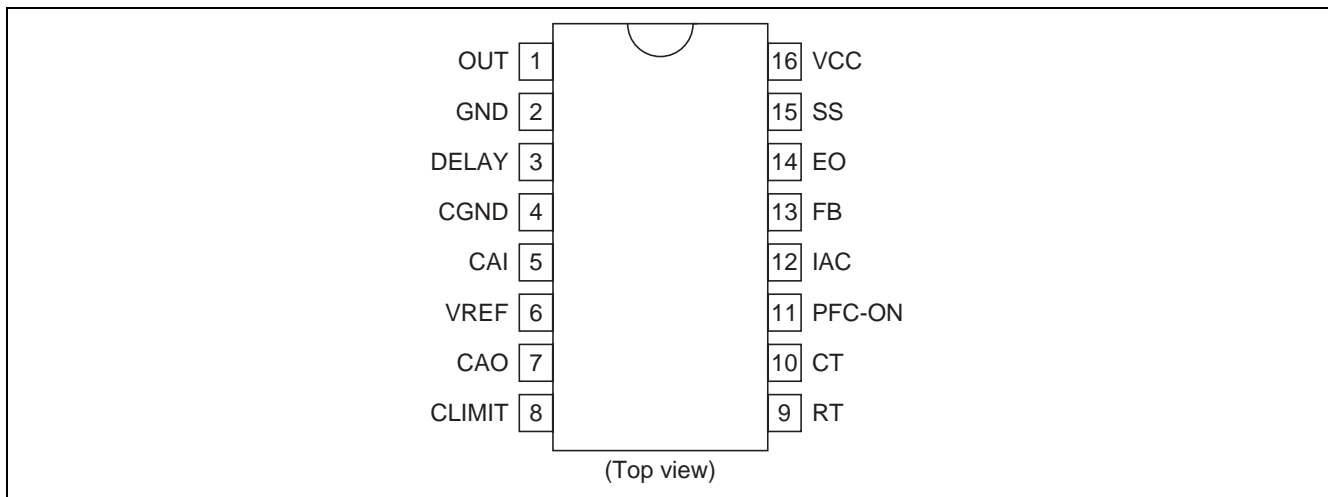 OUT 1 16 VCC
GND 2 15 SS
DELAY 3 14 EO
CGND 4 13 FB
CAI 5 12 IAC
VREF 6 11 PFC-ON
CAO 7 10 CT
CLIMIT 8 9 RT
(Top view)